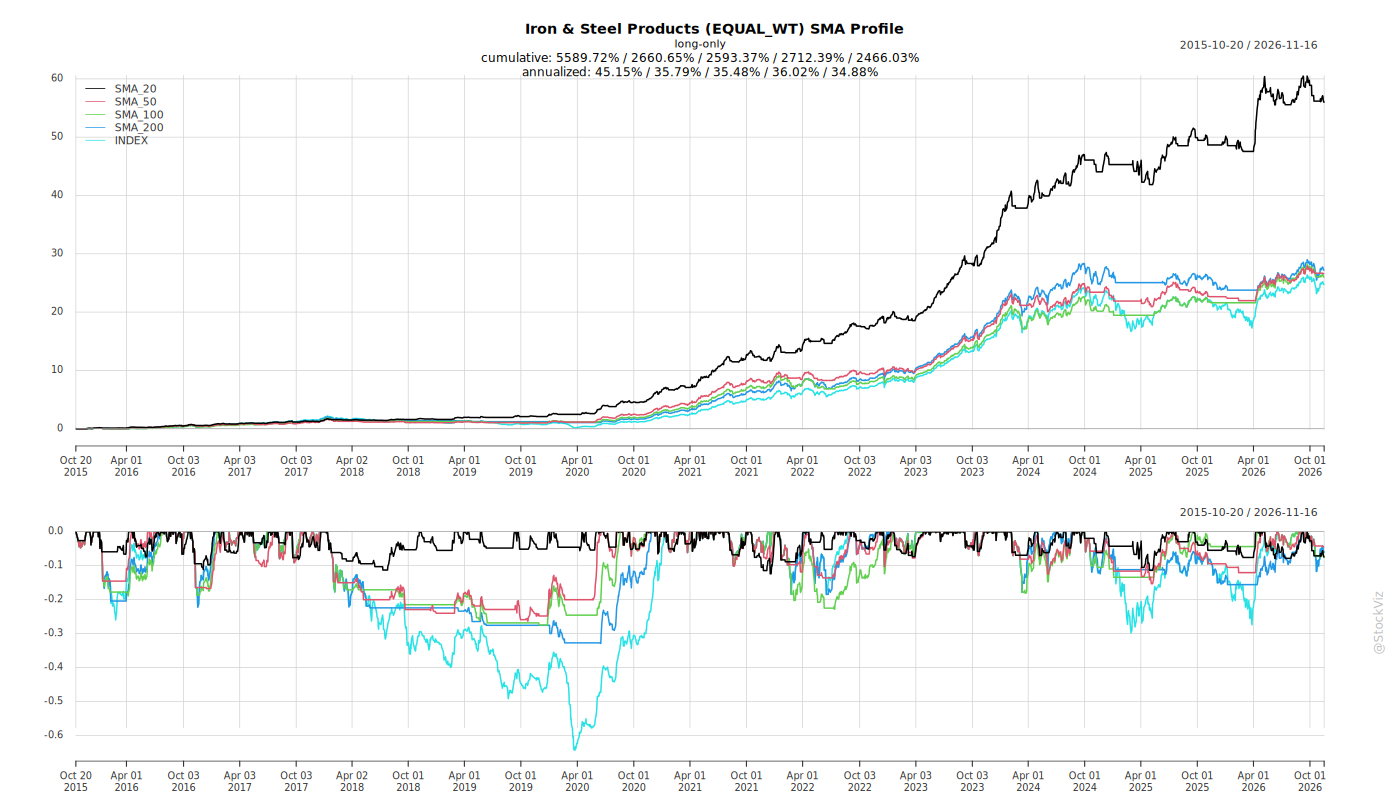 Iron & Steel Products (EQUAL_WT) SMA Profile
long-only
2015-10-20 / 2026-11-16
cumulative: 5589.72% / 2660.65% / 2593.37% / 2712.39% / 2466.03%
annualized: 45.15% / 35.79% / 35.48% / 36.02% / 34.88%
SMA_20
SMA_50
SMA_100
SMA_200
INDEX
60
50
40
30
20
10
0
Oct 20 Apr 01 Oct 03 Apr 03 Oct 03 Apr 02 Oct 01 Apr 01 Oct 01 Apr 01 Oct 01 Apr 01 Oct 01 Apr 01 Oct 03 Apr 03 Oct 03 Apr 01 Oct 01 Apr 01 Oct 01 Apr 01 Oct 01
2015 2016 2016 2017 2017 2018 2018 2019 2019 2020 2020 2021 2021 2022 2022 2023 2023 2024 2024 2025 2025 2026 2026
2015-10-20 / 2026-11-16
0.0
-0.1
-0.2
-0.3
-0.4
-0.5
-0.6
Oct 20 Apr 01 Oct 03 Apr 03 Oct 03 Apr 02 Oct 01 Apr 01 Oct 01 Apr 01 Oct 01 Apr 01 Oct 01 Apr 01 Oct 03 Apr 03 Oct 03 Apr 01 Oct 01 Apr 01 Oct 01 Apr 01 Oct 01
2015 2016 2016 2017 2017 2018 2018 2019 2019 2020 2020 2021 2021 2022 2022 2023 2023 2024 2024 2025 2025 2026 2026
@StockViz